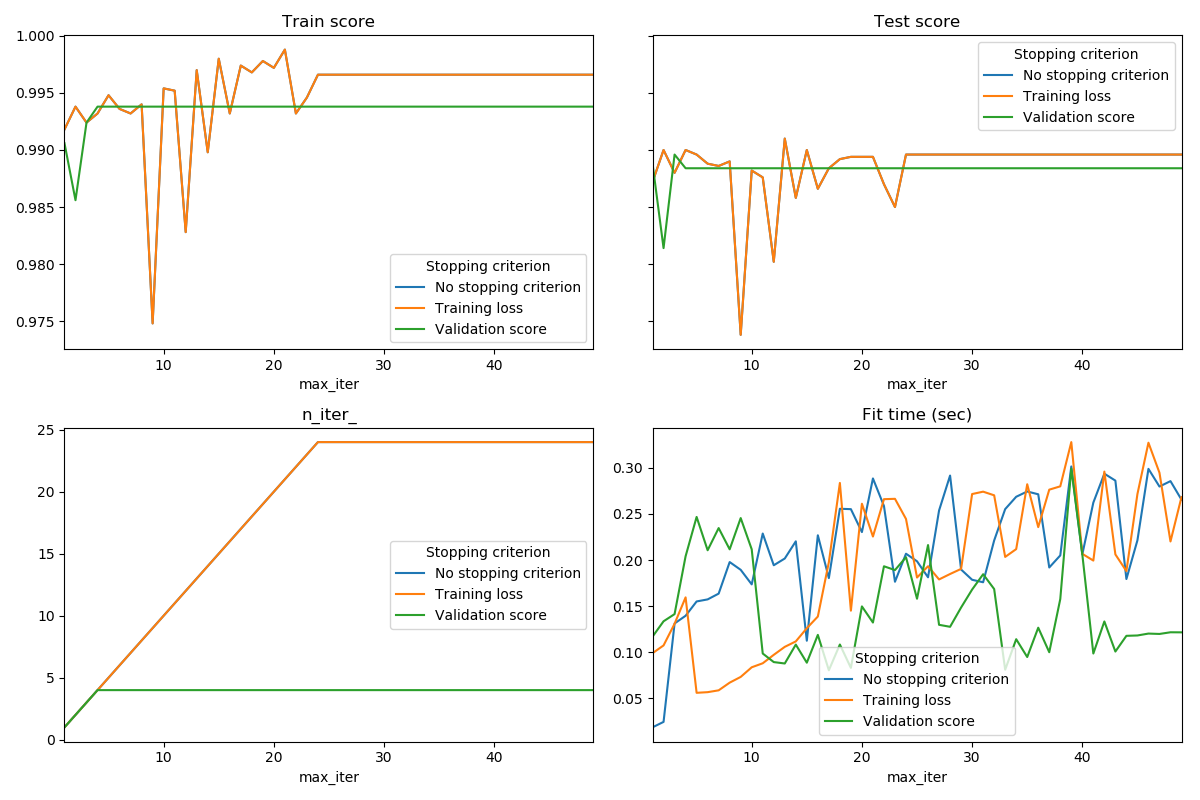 Train score
1.000
0.995
0.990
0.985
0.980
0.975
Stopping criterion
No stopping criterion
Training loss
Validation score
10 20 30 40
max_iter
Test score
Stopping criterion
No stopping criterion
Training loss
Validation score
10 20 30 40
max_iter
n_iter_
25
20
15
10
5
0
Stopping criterion
No stopping criterion
Training loss
Validation score
10 20 30 40
max_iter
Fit time (sec)
0.30
0.25
0.20
0.15
0.10
0.05
Stopping criterion
No stopping criterion
Training loss
Validation score
10 20 30 40
max_iter